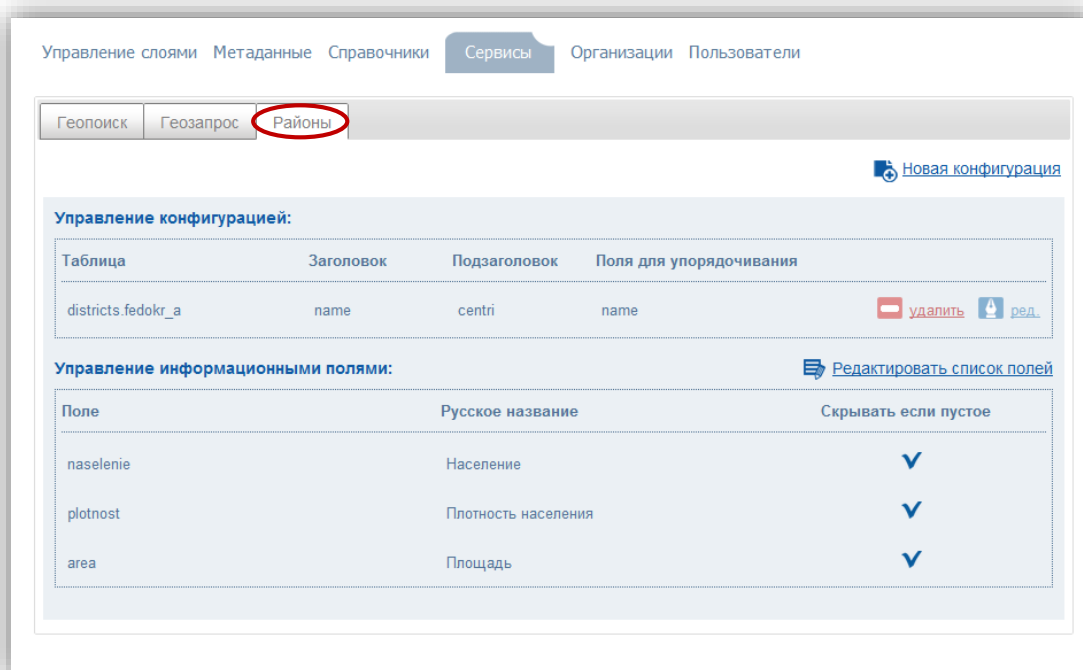 Управление слоями Метаданные Справочники Сервисы Организации Пользователи
Геопоиск Геозапрос Районы
Новая конфигурация
Управление конфигурацией:
Таблица Заголовок Подзаголовок Поля для упорядочивания
districts.fedokr_a name centri name удалить ред.
Управление информационными полями: Редактировать список полей
Поле Русское название Скрывать если пустое
naselenie Население
plotnost Плотность населения
area Площадь